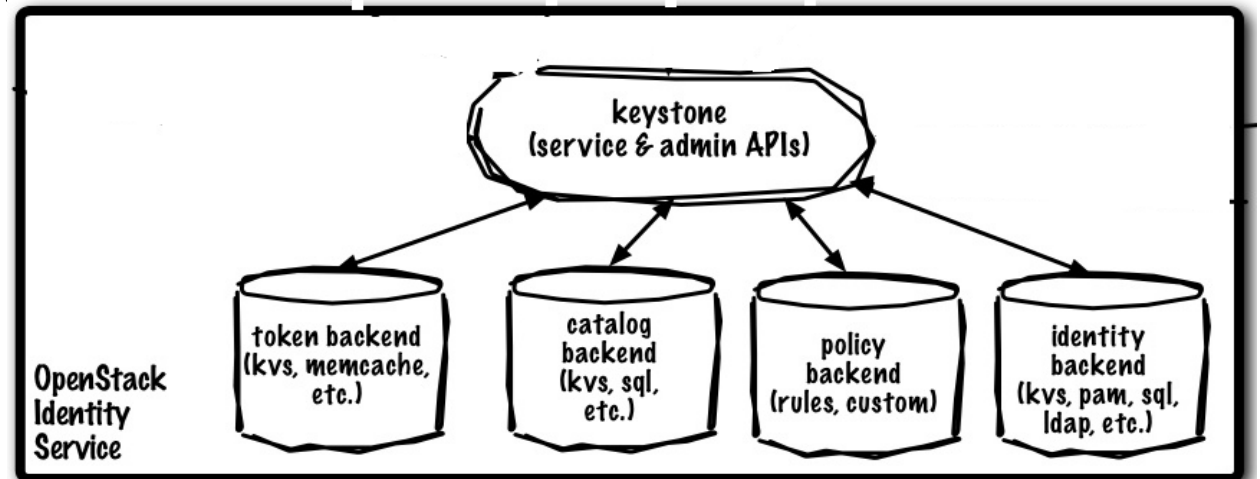 keystone
(service & admin APIs)
token backend
(kvs, memcache,
etc.)
catalog
backend
(kvs, sql,
etc.)
policy
backend
(rules, custom)
identity
backend
(kvs, pam, sql,
ldap, etc.)
OpenStack
Identity
Service